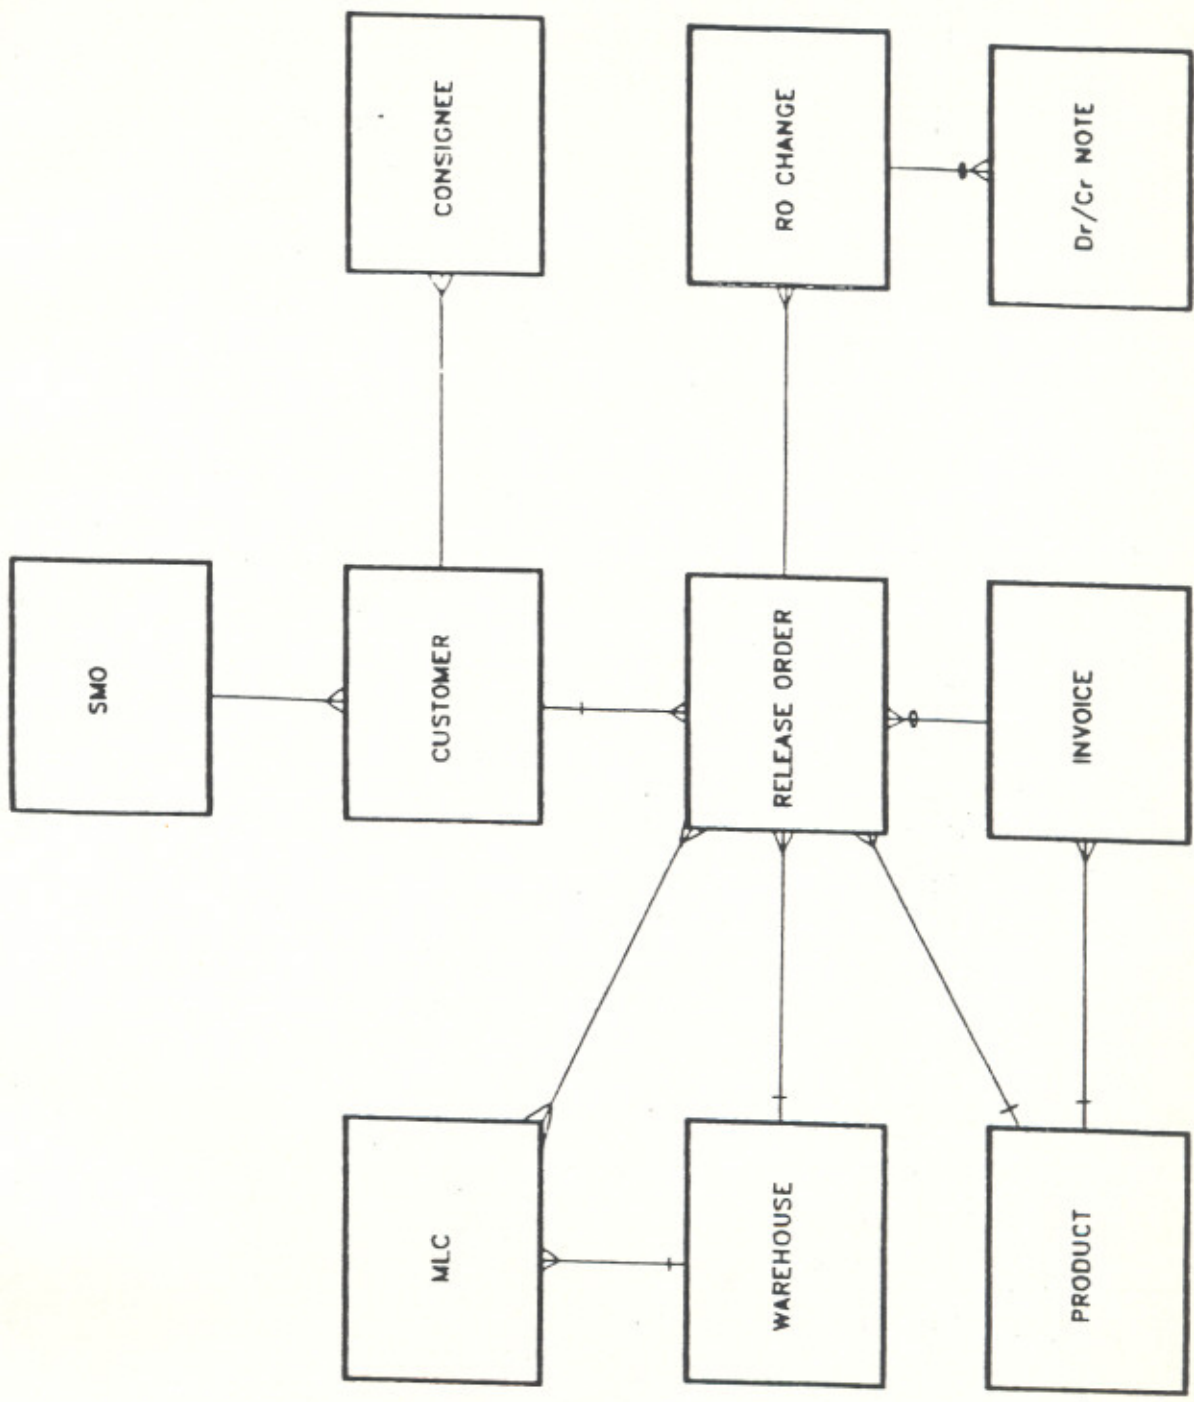 SMO
MLC
CUSTOMER
CONSIGNEE
WAREHOUSE
RELEASE ORDER
RO CHANGE
PRODUCT
INVOICE
Dr/Cr NOTE